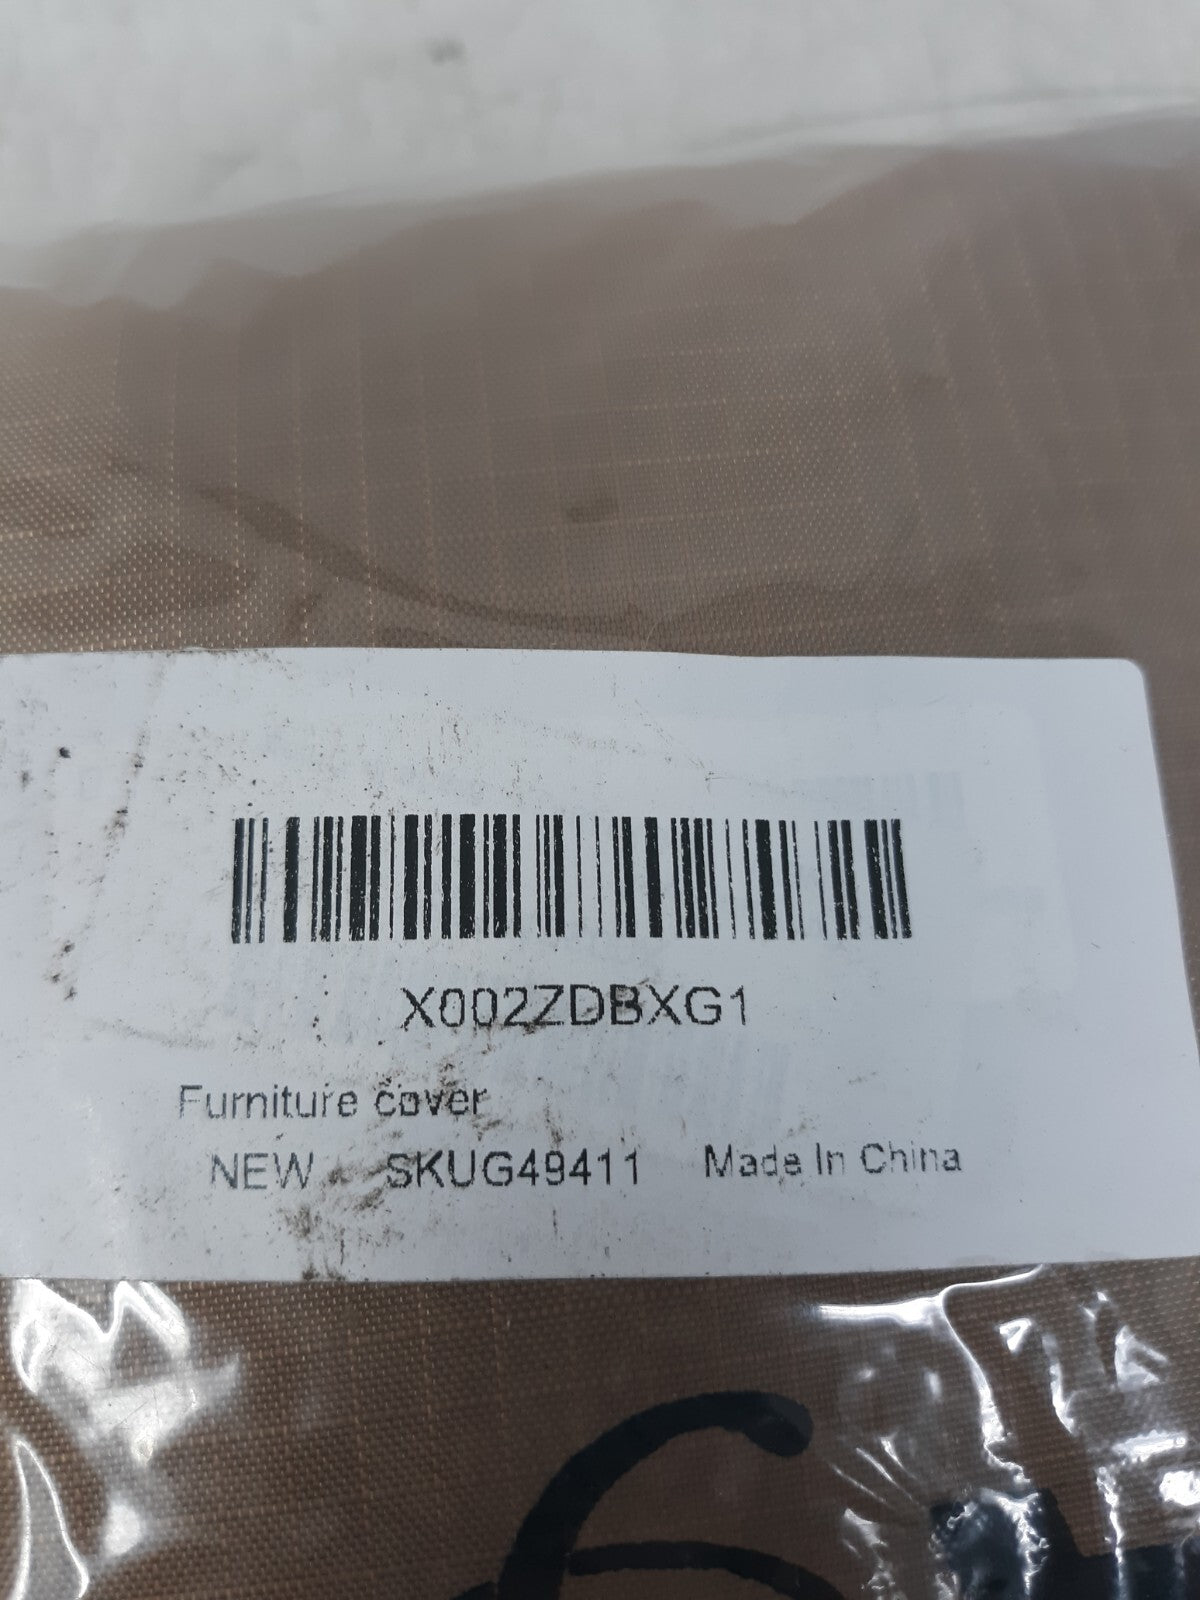 X002ZDBXG1
Furniture cover
NEW SKUG49411 Made In China